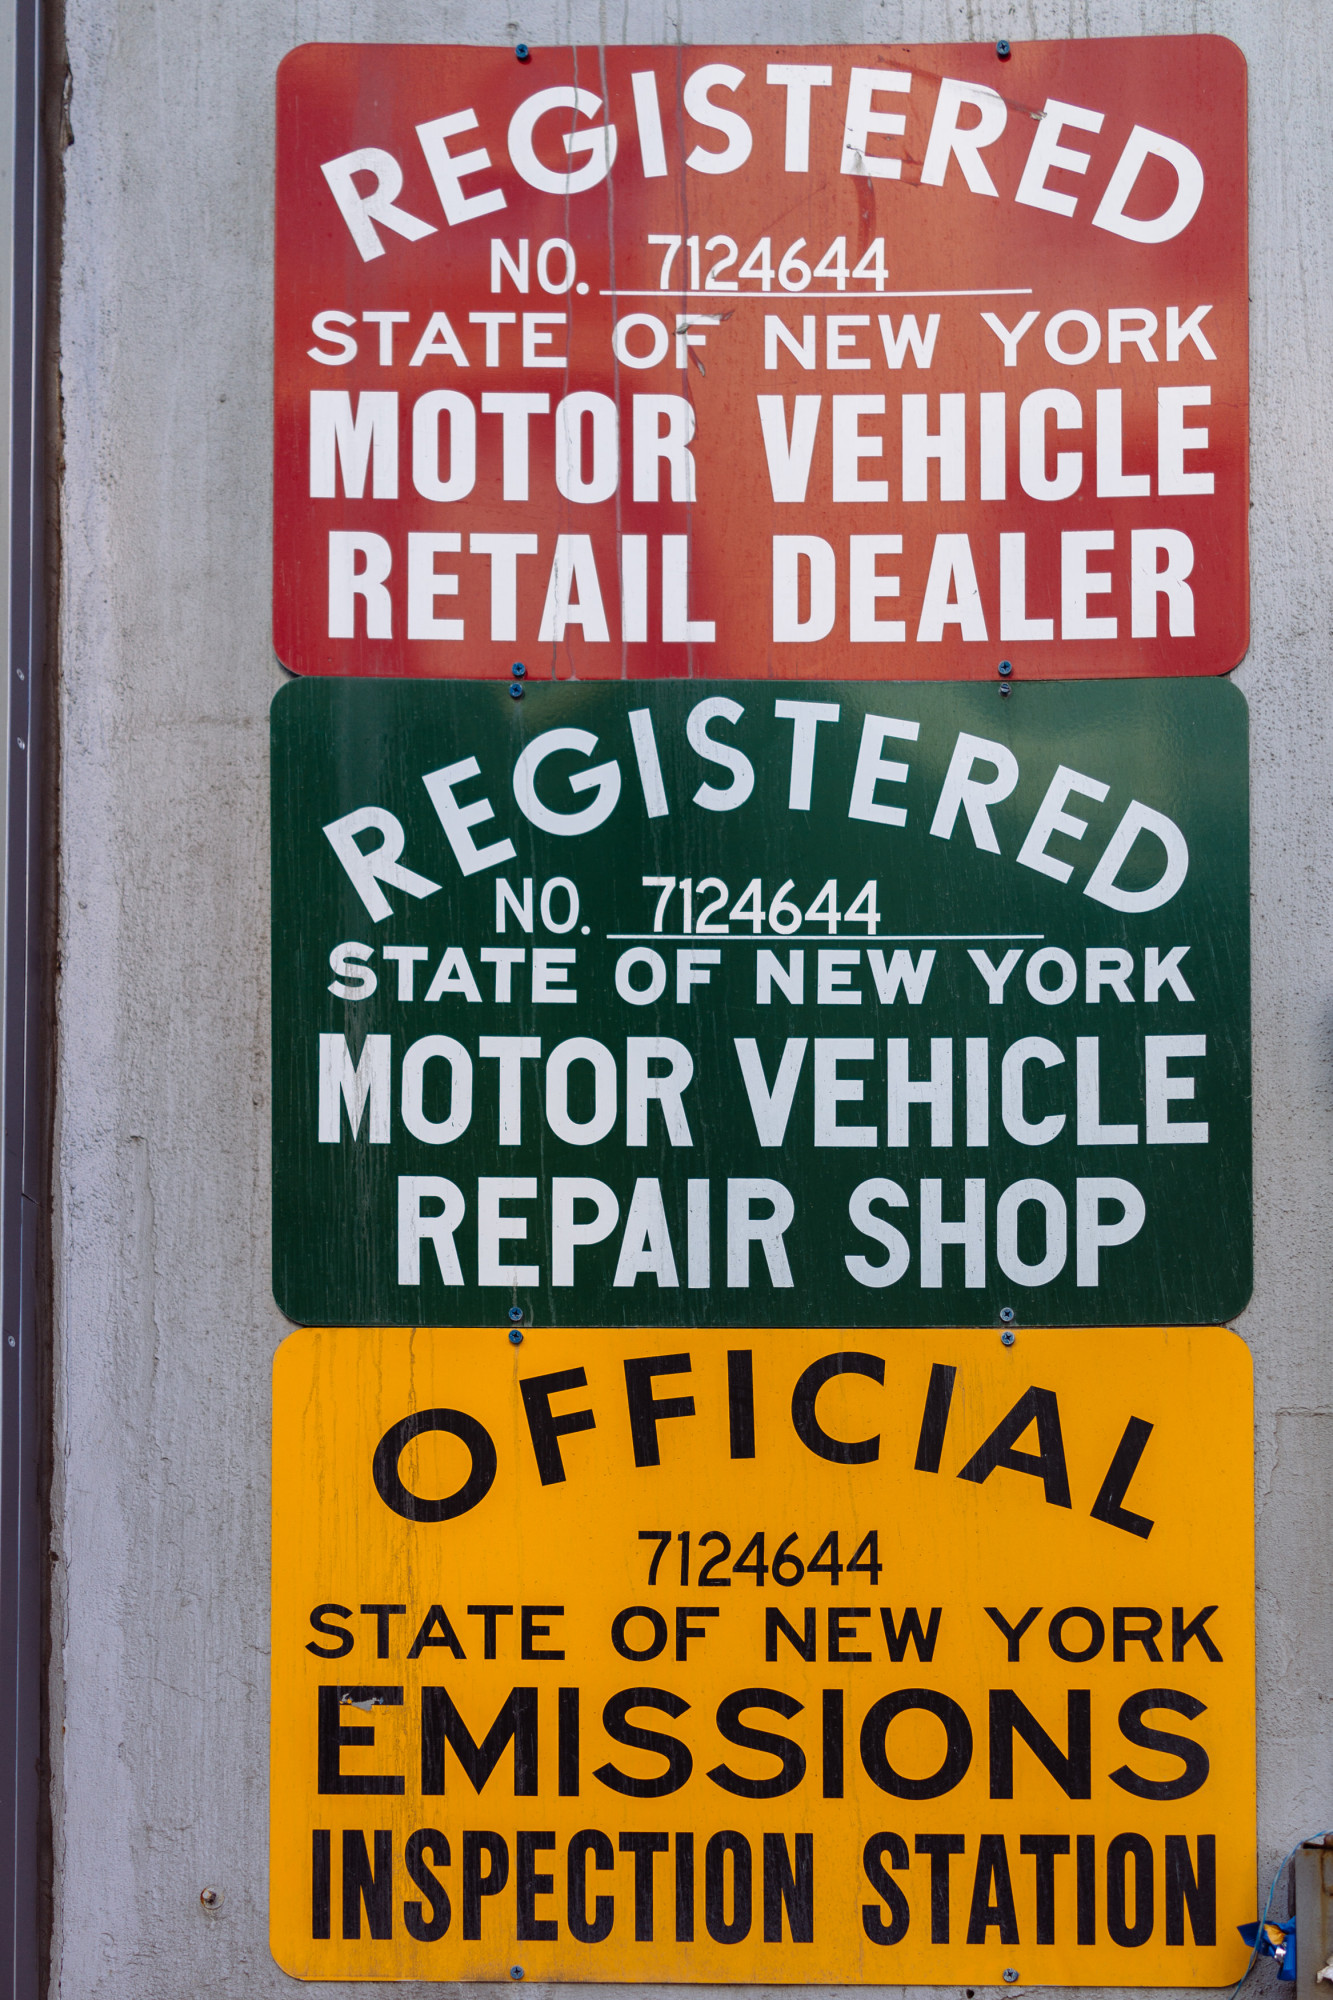 REGISTERED
NO. 7124644
STATE OF NEW YORK
MOTOR VEHICLE
RETAIL DEALER
REGISTERED
NO. 7124644
STATE OF NEW YORK
MOTOR VEHICLE
REPAIR SHOP
OFFICIAL
7124644
STATE OF NEW YORK
EMISSIONS
INSPECTION STATION